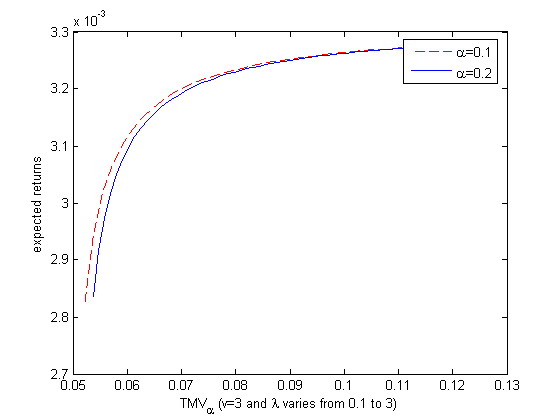 x 10⁻³
3.3
α=0.1
α=0.2
3.2
3.1
3
2.9
2.8
2.7
expected returns
0.05 0.06 0.07 0.08 0.09 0.1 0.11 0.12 0.13
TMVα (v=3 and λ varies from 0.1 to 3)